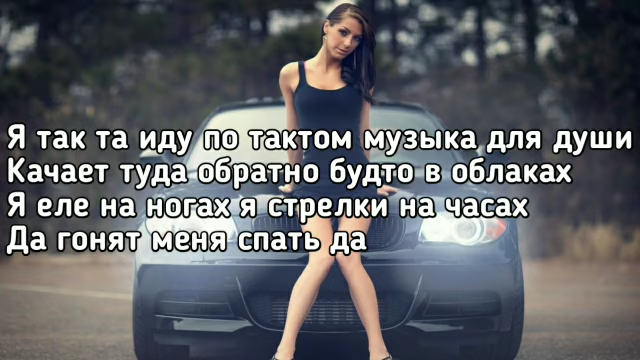 Я так та иду по тактом музыка для души
Качает туда обратно будто в облаках
Я еле на ногах я стрелки на часах
Да гонят меня спать да